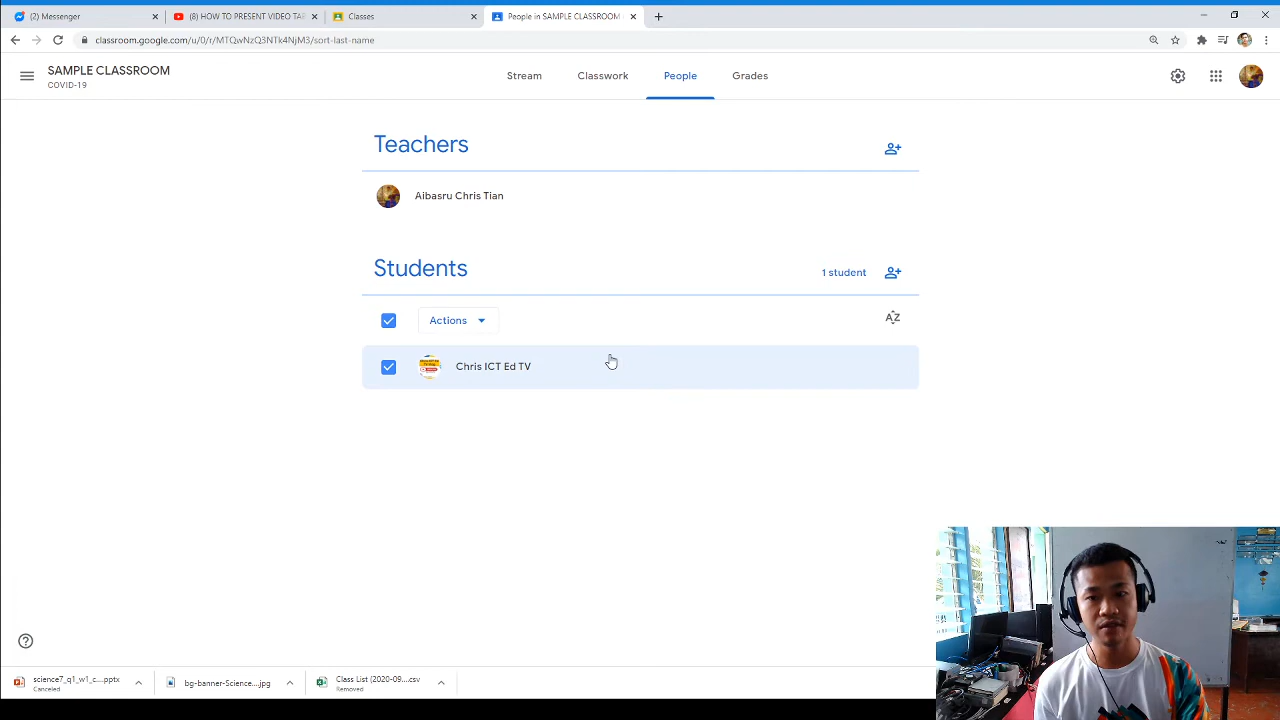 (2) Messenger
(8) HOW TO PRESENT VIDEO TA
Classes
People in SAMPLE CLASSROOM
classroom.google.com/u/0/r/MTQwNzQ3NTk4NjM3/sort-last-name
SAMPLE CLASSROOM
COVID-19
Stream
Classwork
People
Grades
Teachers
Aibasru Chris Tian
Students
1 student
Actions
AZ
Chris ICT Ed TV
science7_q1_w1_c....pptx
Canceled
bg-banner-Science....jpg
Class List (2020-09....csv
Removed